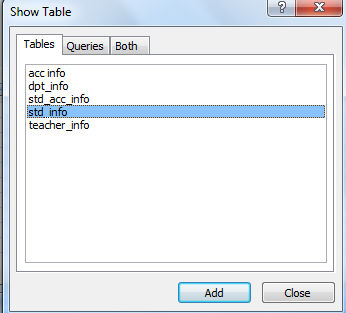 Show Table
Tables Queries Both
acc info
dpt_info
std_acc_info
std_info
teacher_info
Add Close